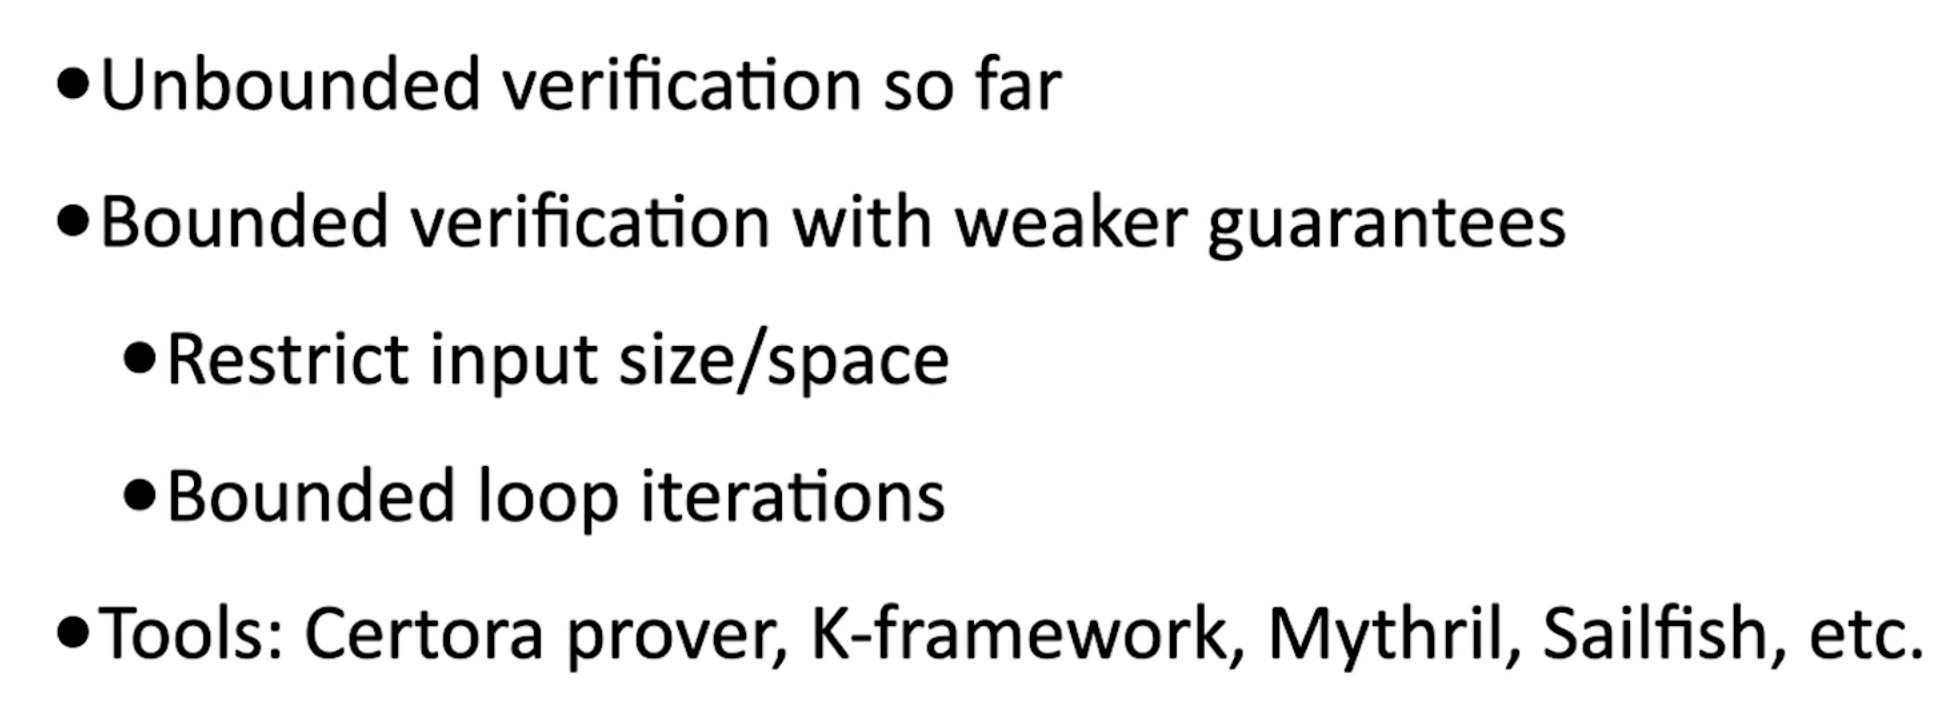 •Unbounded verification so far
•Bounded verification with weaker guarantees
•Restrict input size/space
•Bounded loop iterations
•Tools: Certora prover, K-framework, Mythril, Sailfish, etc.